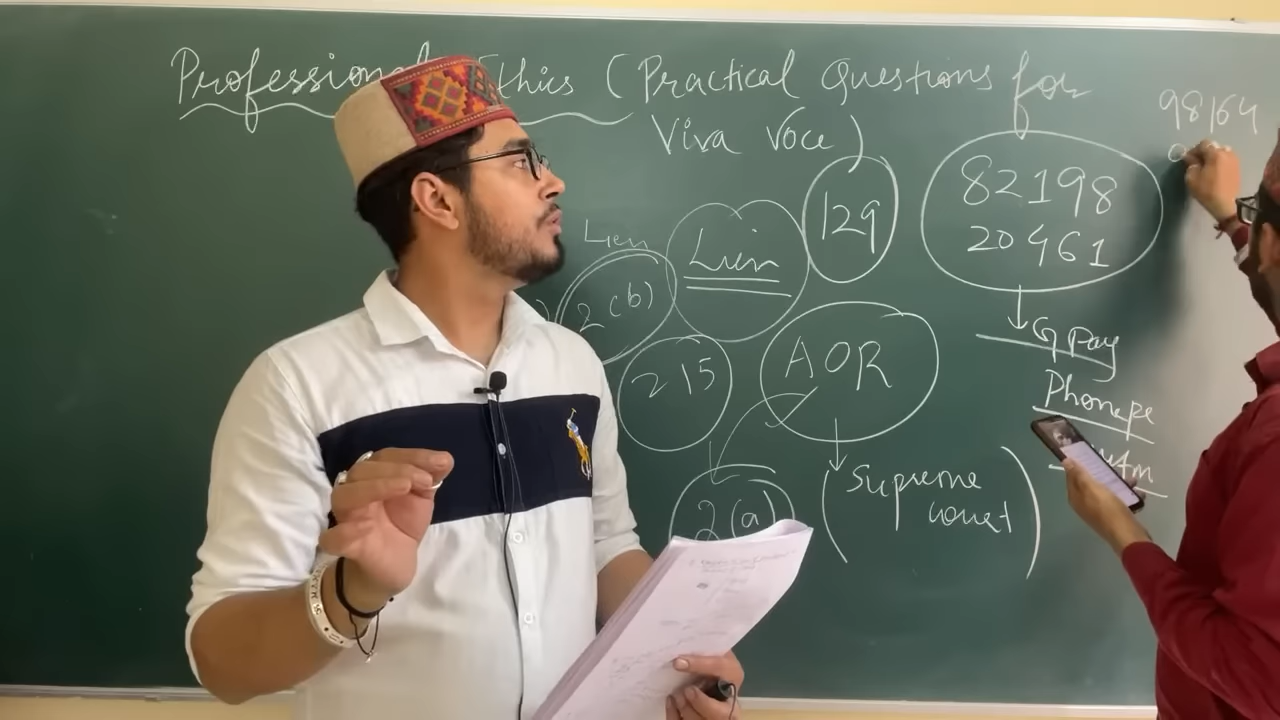 Professional Ethics (Practical Questions for
Viva Voce)
98164
82198
20461
129
Lien
Lien
2(b)
215
AOR
GPay
Phonepe
2(a)
(Supreme
court)